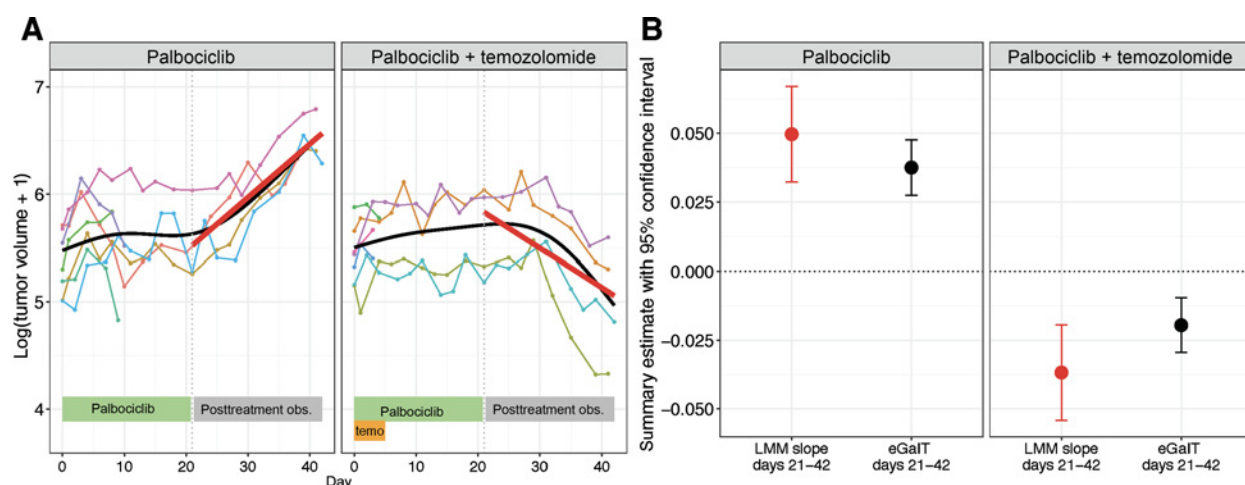 A
B
Palbociclib
Palbociclib + temozolomide
Palbociclib
Palbociclib + temozolomide
Log(tumor volume + 1)
7
6
5
4
Palbociclib
Posttreatment obs.
Palbociclib
Posttreatment obs.
temo
0
10
20
30
40
0
10
20
30
40
Day
Summary estimate with 95% confidence interval
0.050
0.025
0.000
−0.025
−0.050
LMM slope
days 21−42
eGaIT
days 21−42
LMM slope
days 21−42
eGaIT
days 21−42